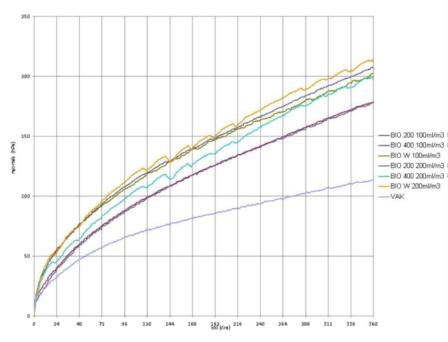 250
200
150
100
50
0
0 24 48 72 96 120 144 168 192 216 240 264 288 312 336 360
BIO 200 100ml/m3
BIO 400 100ml/m3
BIO W 100ml/m3
BIO 200 200ml/m3
BIO 400 200ml/m3
BIO W 200ml/m3
VAK